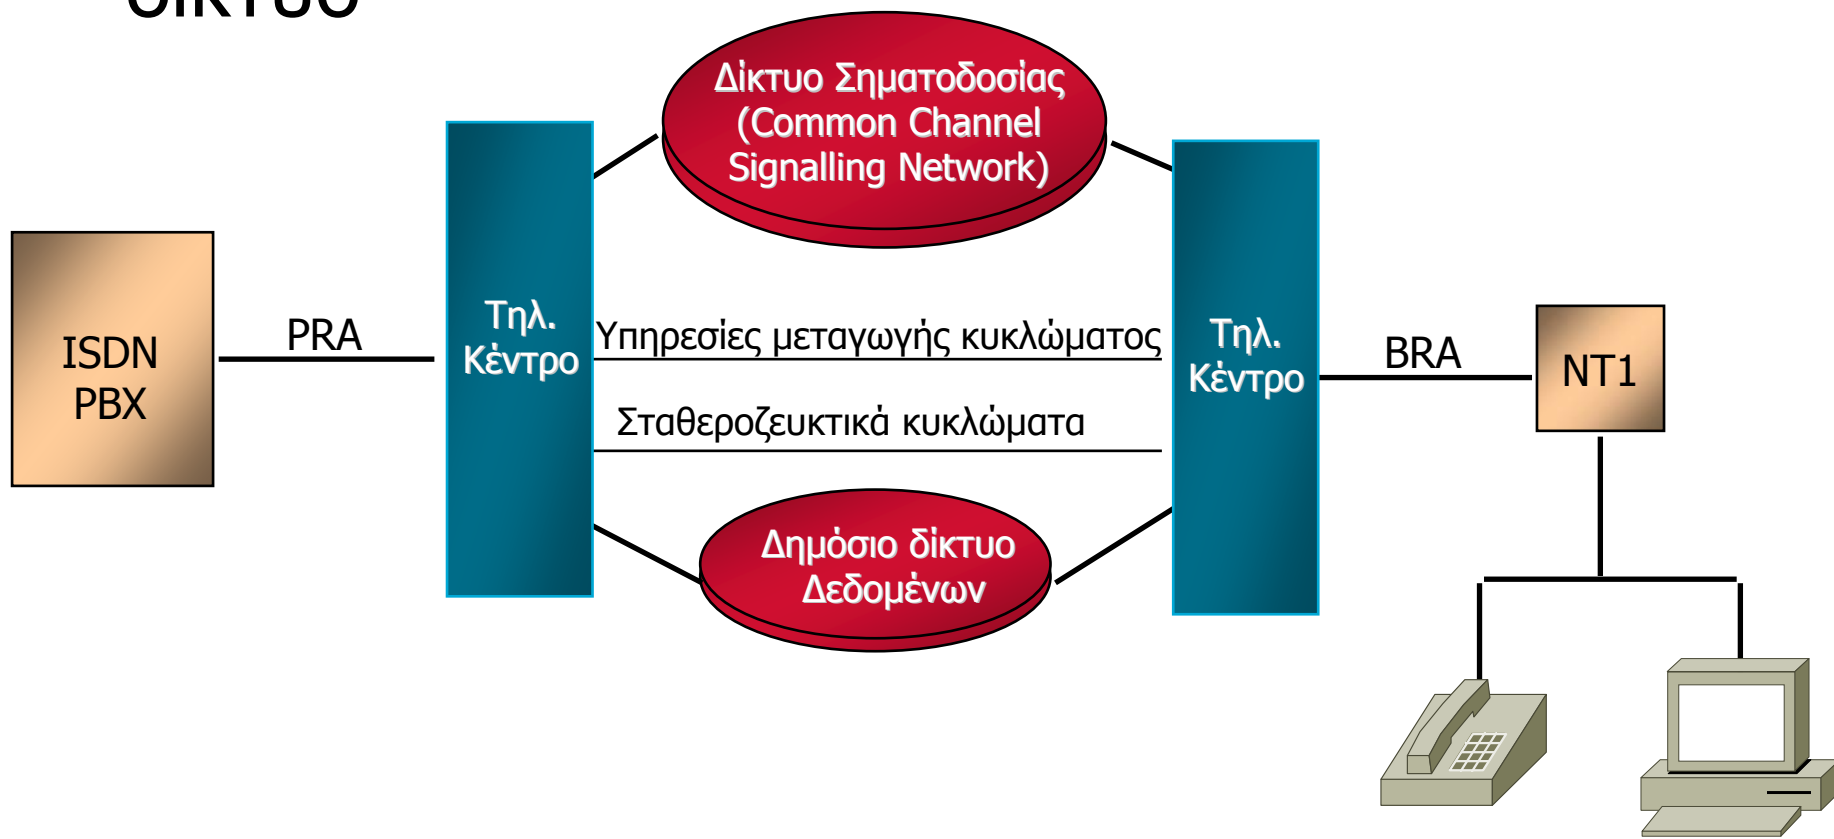 Δίκτυο Σηματοδοσίας
(Common Channel
Signalling Network)
ISDN
PBX
PRA
Τηλ.
Κέντρο
Υπηρεσίες μεταγωγής κυκλώματος
Σταθεροζευκτικά κυκλώματα
Τηλ.
Κέντρο
BRA
NT1
Δημόσιο δίκτυο
Δεδομένων